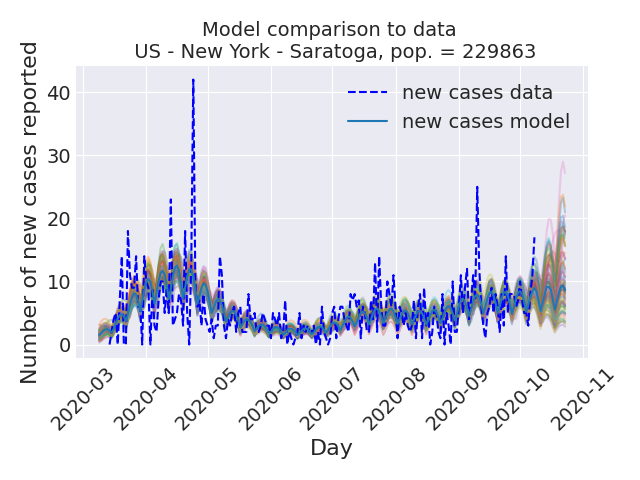 Model comparison to data
US - New York - Saratoga, pop. = 229863
Number of new cases reported
40
30
20
10
0
new cases data
new cases model
2020-03
2020-04
2020-05
2020-06
2020-07
2020-08
2020-09
2020-10
2020-11
Day